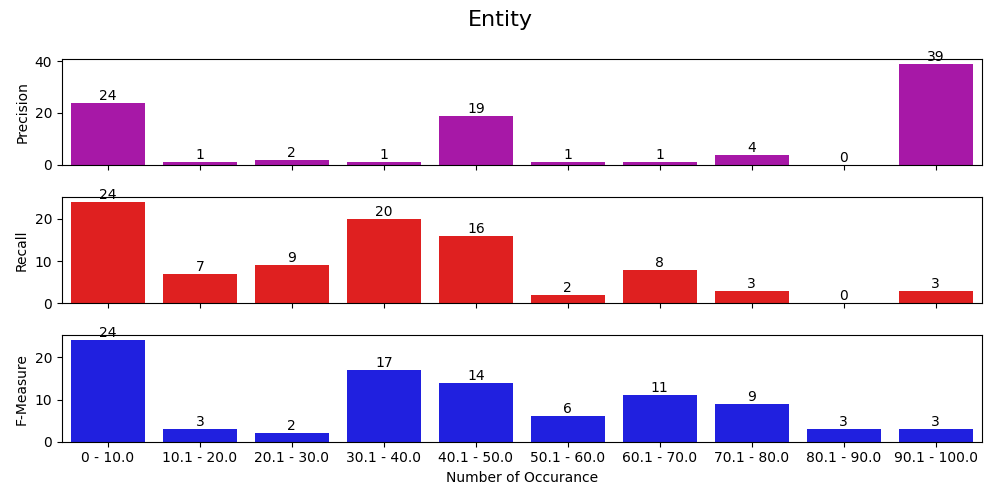 Entity
Precision
40
20
0
24 1 2 1 19 1 1 4 0 39
Recall
20
10
0
24 7 9 20 16 2 8 3 0 3
F-Measure
20
10
0
24 3 2 17 14 6 11 9 3 3
0 - 10.0 10.1 - 20.0 20.1 - 30.0 30.1 - 40.0 40.1 - 50.0 50.1 - 60.0 60.1 - 70.0 70.1 - 80.0 80.1 - 90.0 90.1 - 100.0
Number of Occurance